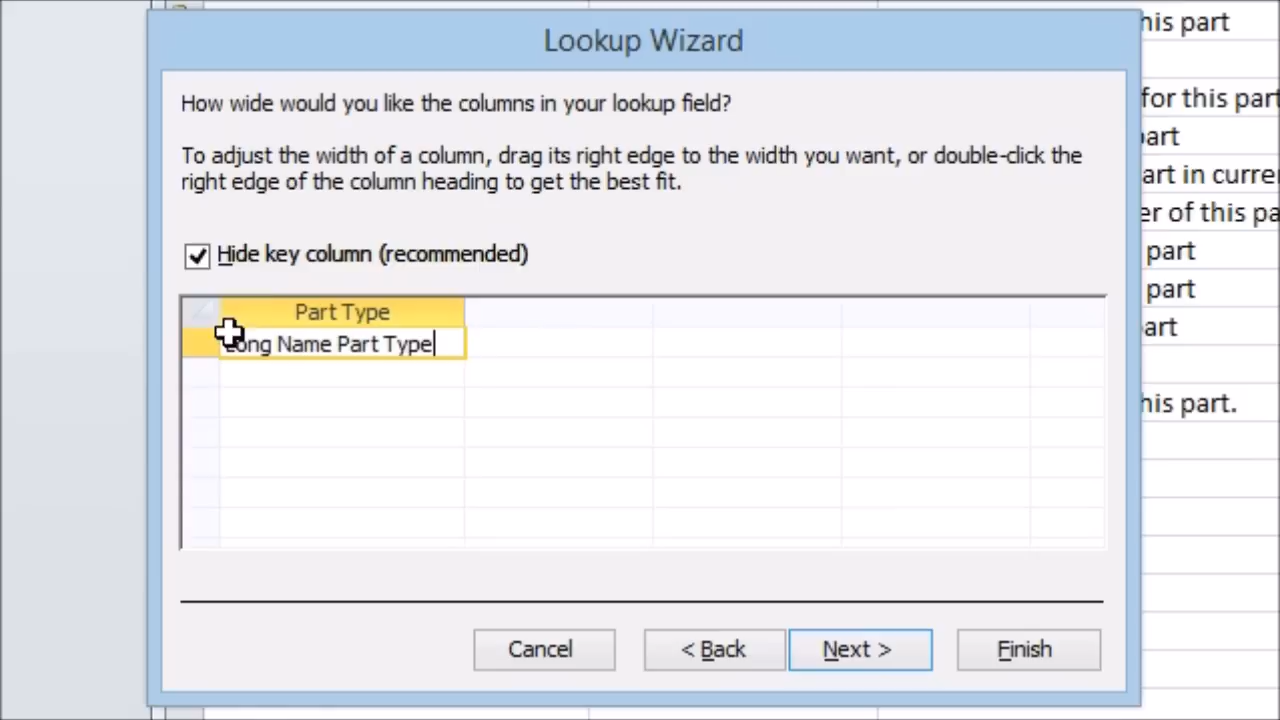 Lookup Wizard
his part
How wide would you like the columns in your lookup field?
for this part
To adjust the width of a column, drag its right edge to the width you want, or double-click the
right edge of the column heading to get the best fit.
part
art in curre
er of this pa
Hide key column (recommended)
part
part
Part Type
art
Long Name Part Type
his part.
Cancel
< Back
Next >
Finish